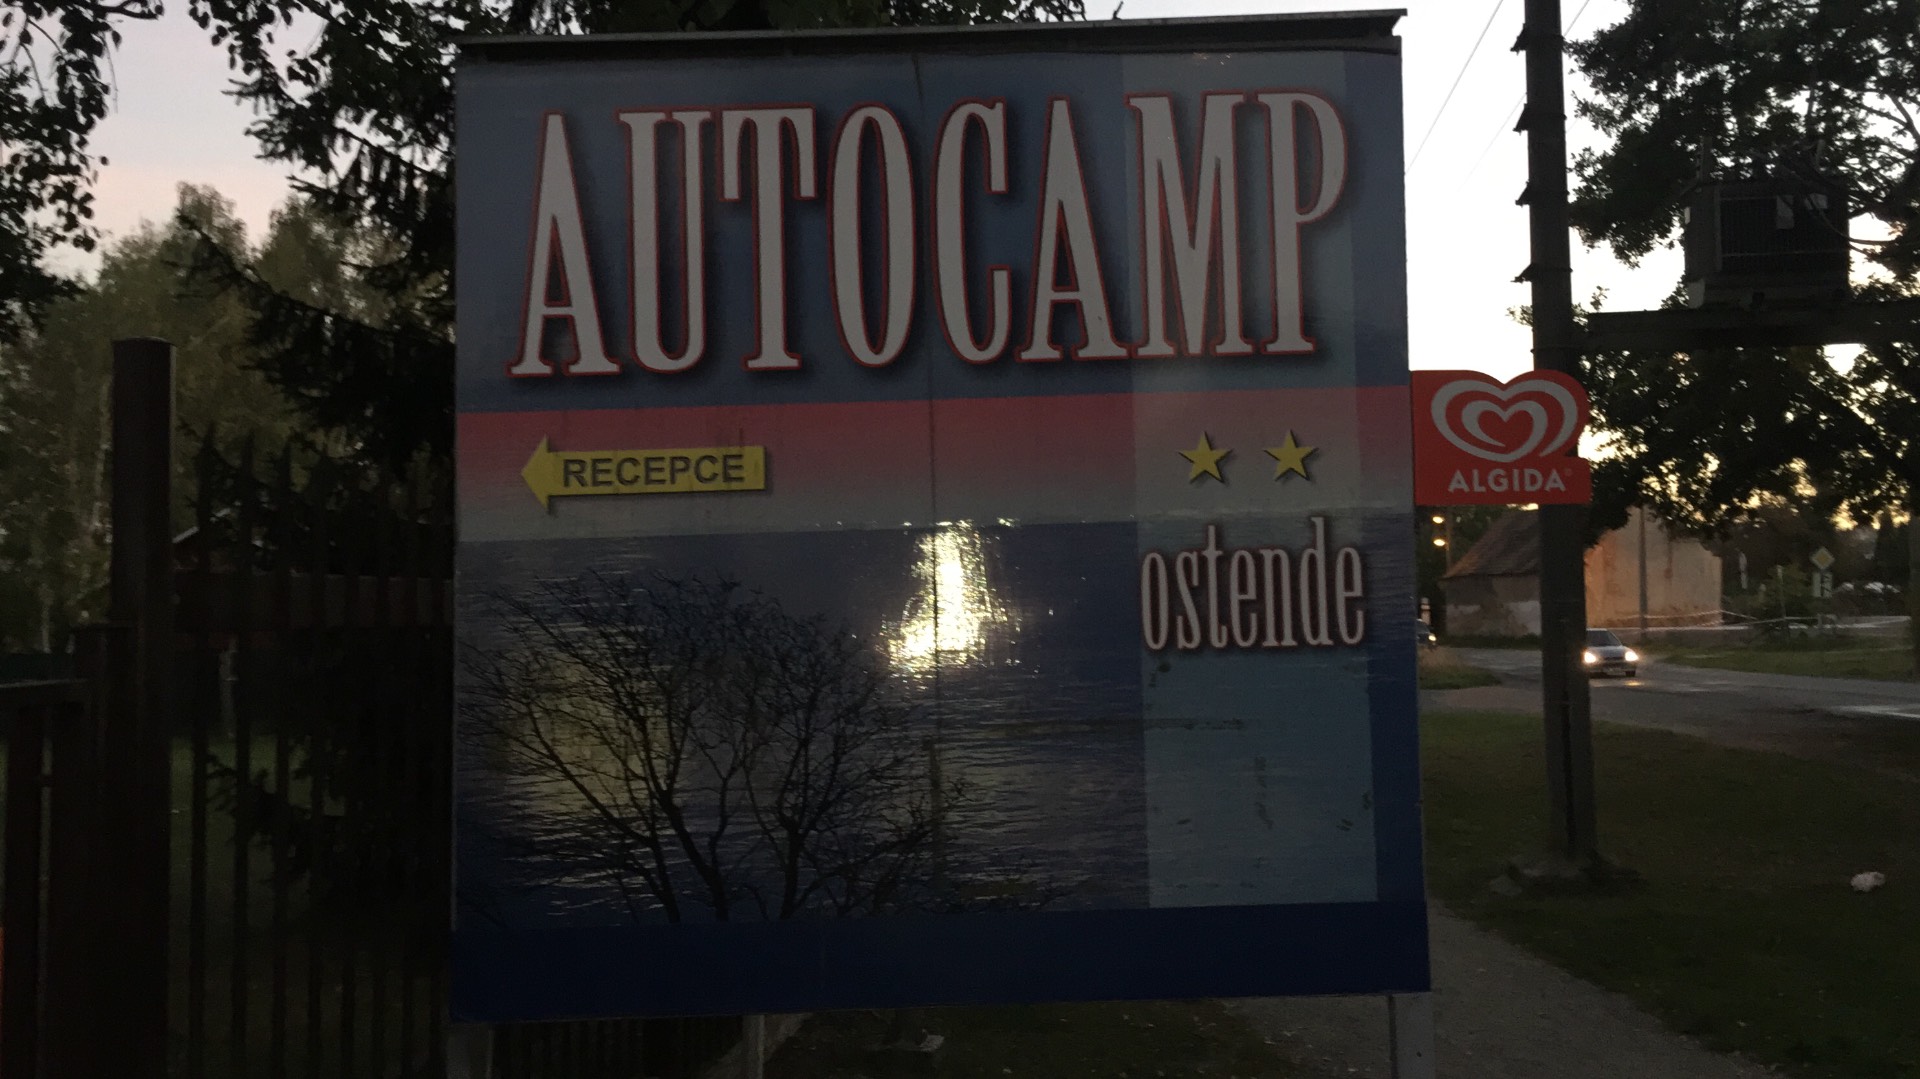 AUTOCAMP
RECEPCE
ostende
ALGIDA